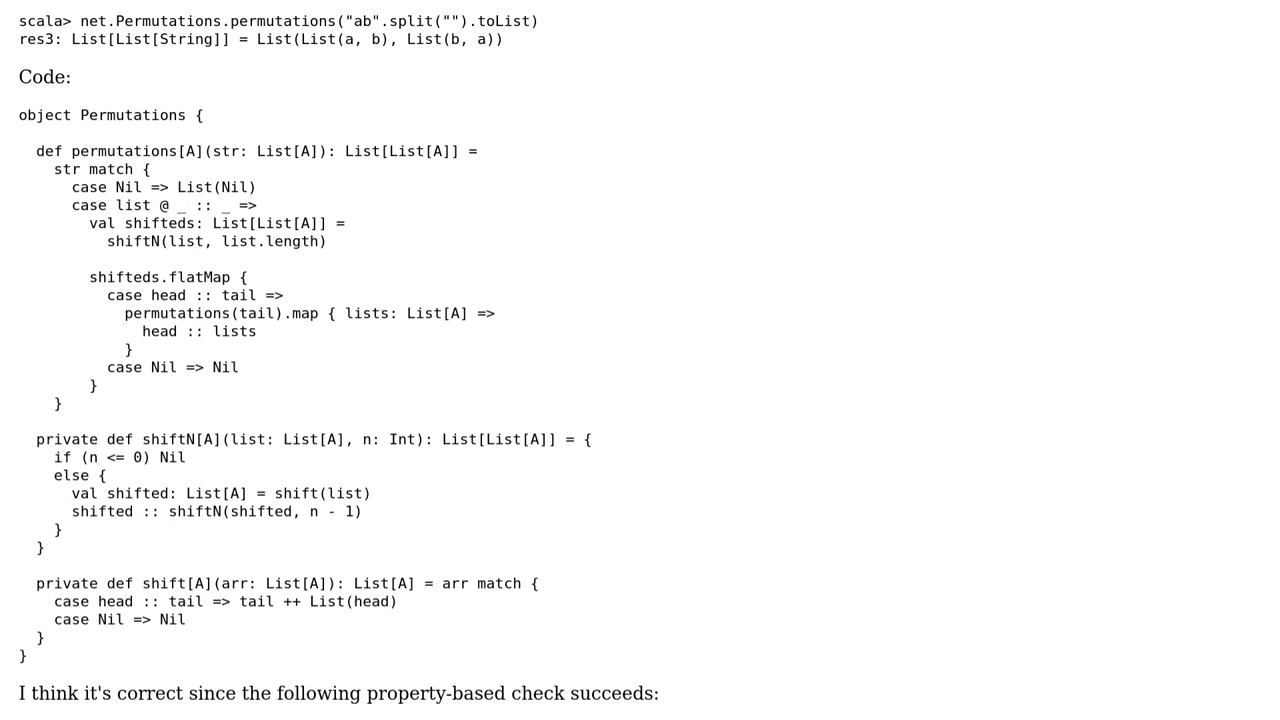 scala> net.Permutations.permutations("ab".split("").toList)
res3: List[List[String]] = List(List(a, b), List(b, a))
Code:
object Permutations {
  def permutations[A](str: List[A]): List[List[A]] =
    str match {
      case Nil => List(Nil)
      case list @ _ :: _ =>
        val shifteds: List[List[A]] =
          shiftN(list, list.length)
        shifteds.flatMap {
          case head :: tail =>
            permutations(tail).map { lists: List[A] =>
              head :: lists
            }
          case Nil => Nil
        }
    }
  private def shiftN[A](list: List[A], n: Int): List[List[A]] = {
    if (n <= 0) Nil
    else {
      val shifted: List[A] = shift(list)
      shifted :: shiftN(shifted, n - 1)
    }
  }
  private def shift[A](arr: List[A]): List[A] = arr match {
    case head :: tail => tail ++ List(head)
    case Nil => Nil
  }
}
I think it's correct since the following property-based check succeeds: